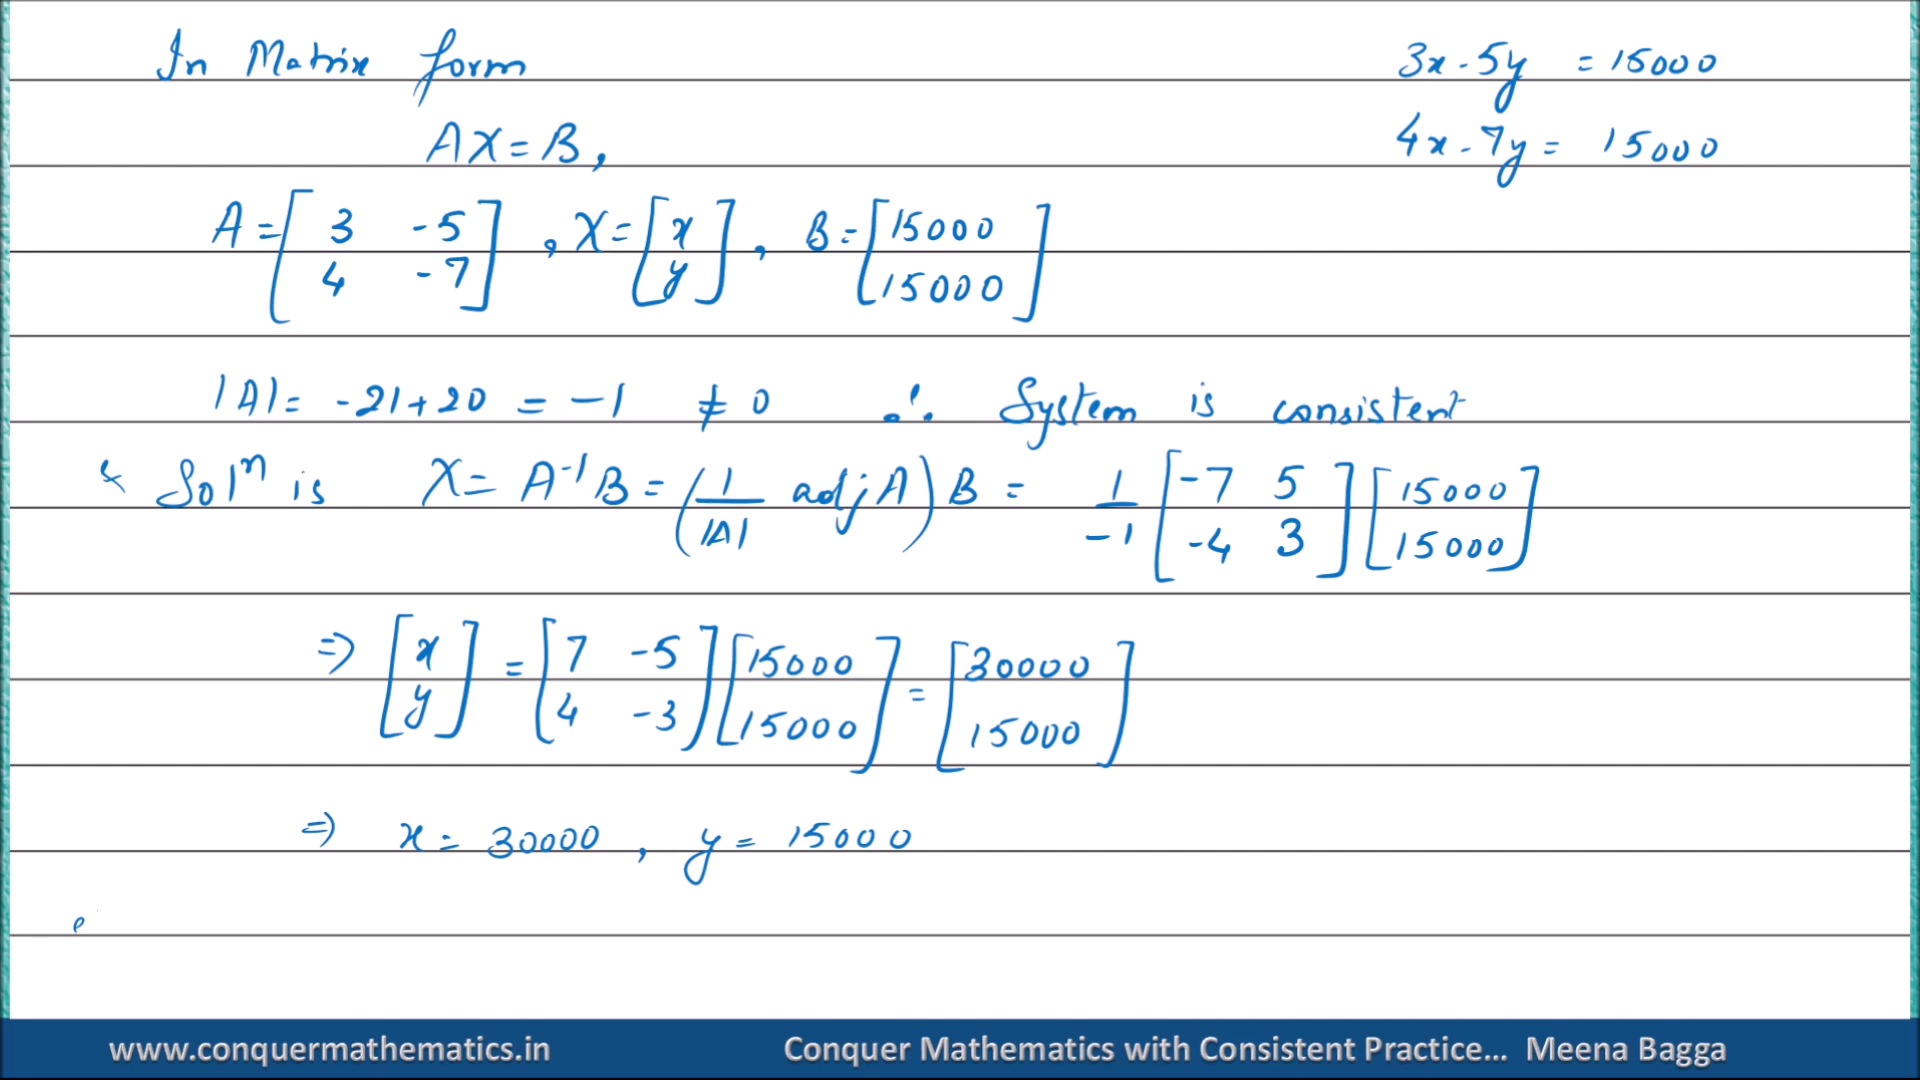 In Matrix form
3x - 5y = 15000
AX = B,
4x - 7y = 15000
A = [ 3 -5 ], X = [ x ], B = [ 15000 ]
[ 4 -7 ] [ y ] [ 15000 ]
|A| = -21+20 = -1 ≠ 0 ∴ System is consistent
& Solⁿ is X = A⁻¹B = (1/|A| adj A) B = 1/-1 [ -7 5 ] [ 15000 ]
[ -4 3 ] [ 15000 ]
⇒ [ x ] = [ 7 -5 ] [ 15000 ] = [ 30000 ]
[ y ] [ 4 -3 ] [ 15000 ] [ 15000 ]
⇒ x = 30000 , y = 15000
www.conquermathematics.in Conquer Mathematics with Consistent Practice... Meena Bagga